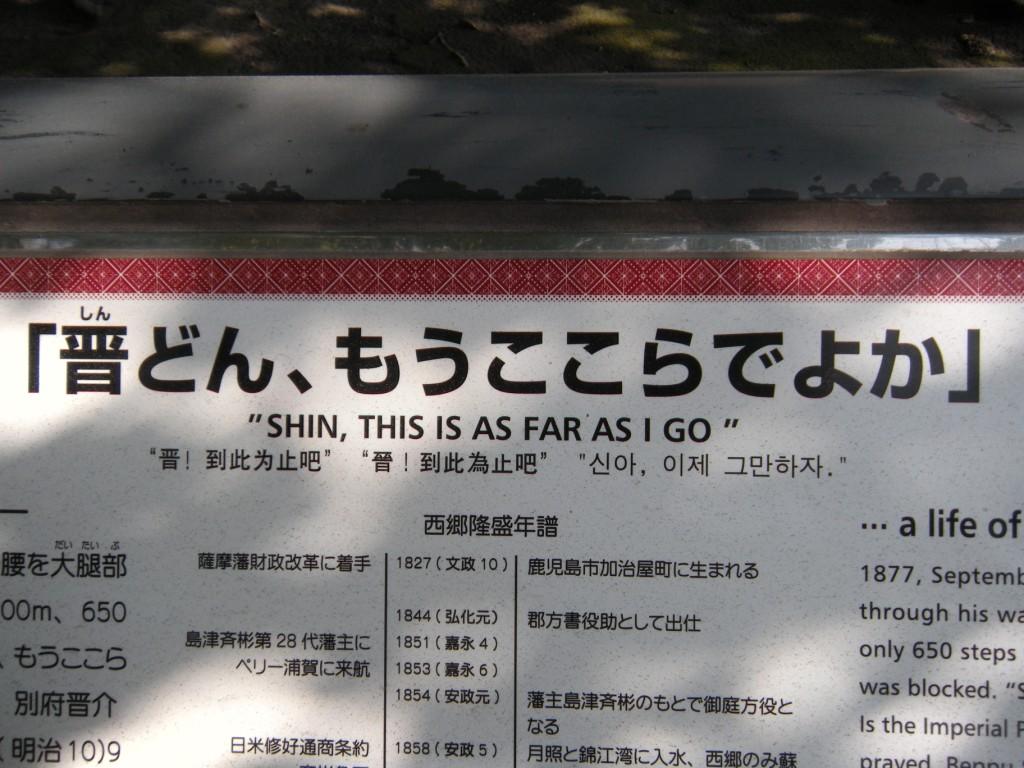 しん
「晋どん、もうここらでよか」
"SHIN, THIS IS AS FAR AS I GO "
“晋！到此为止吧” “晉！到此為止吧” "신아, 이제 그만하자."
だい たい ぶ
腰を大腿部
00m、650
、もうここら
別府晋介
(明治10)9
西郷隆盛年譜
薩摩藩財政改革に着手 1827(文政10) 鹿児島市加治屋町に生まれる
1844(弘化元) 郡方書役助として出仕
島津斉彬第28代藩主に 1851(嘉永4)
ペリー浦賀に来航 1853(嘉永6)
1854(安政元) 藩主島津斉彬のもとで御庭方役と
なる
日米修好通商条約 1858(安政5) 月照と錦江湾に入水、西郷のみ蘇
... a life of
1877, Septemb
through his wa
only 650 steps
was blocked. “S
Is the Imperial P
prayed. Beppu